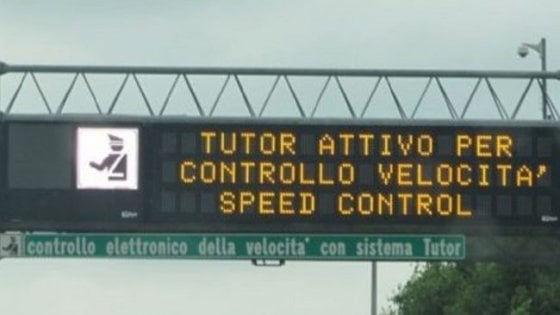 TUTOR ATTIVO PER
CONTROLLO VELOCITA'
SPEED CONTROL
controllo elettronico della velocita' con sistema Tutor